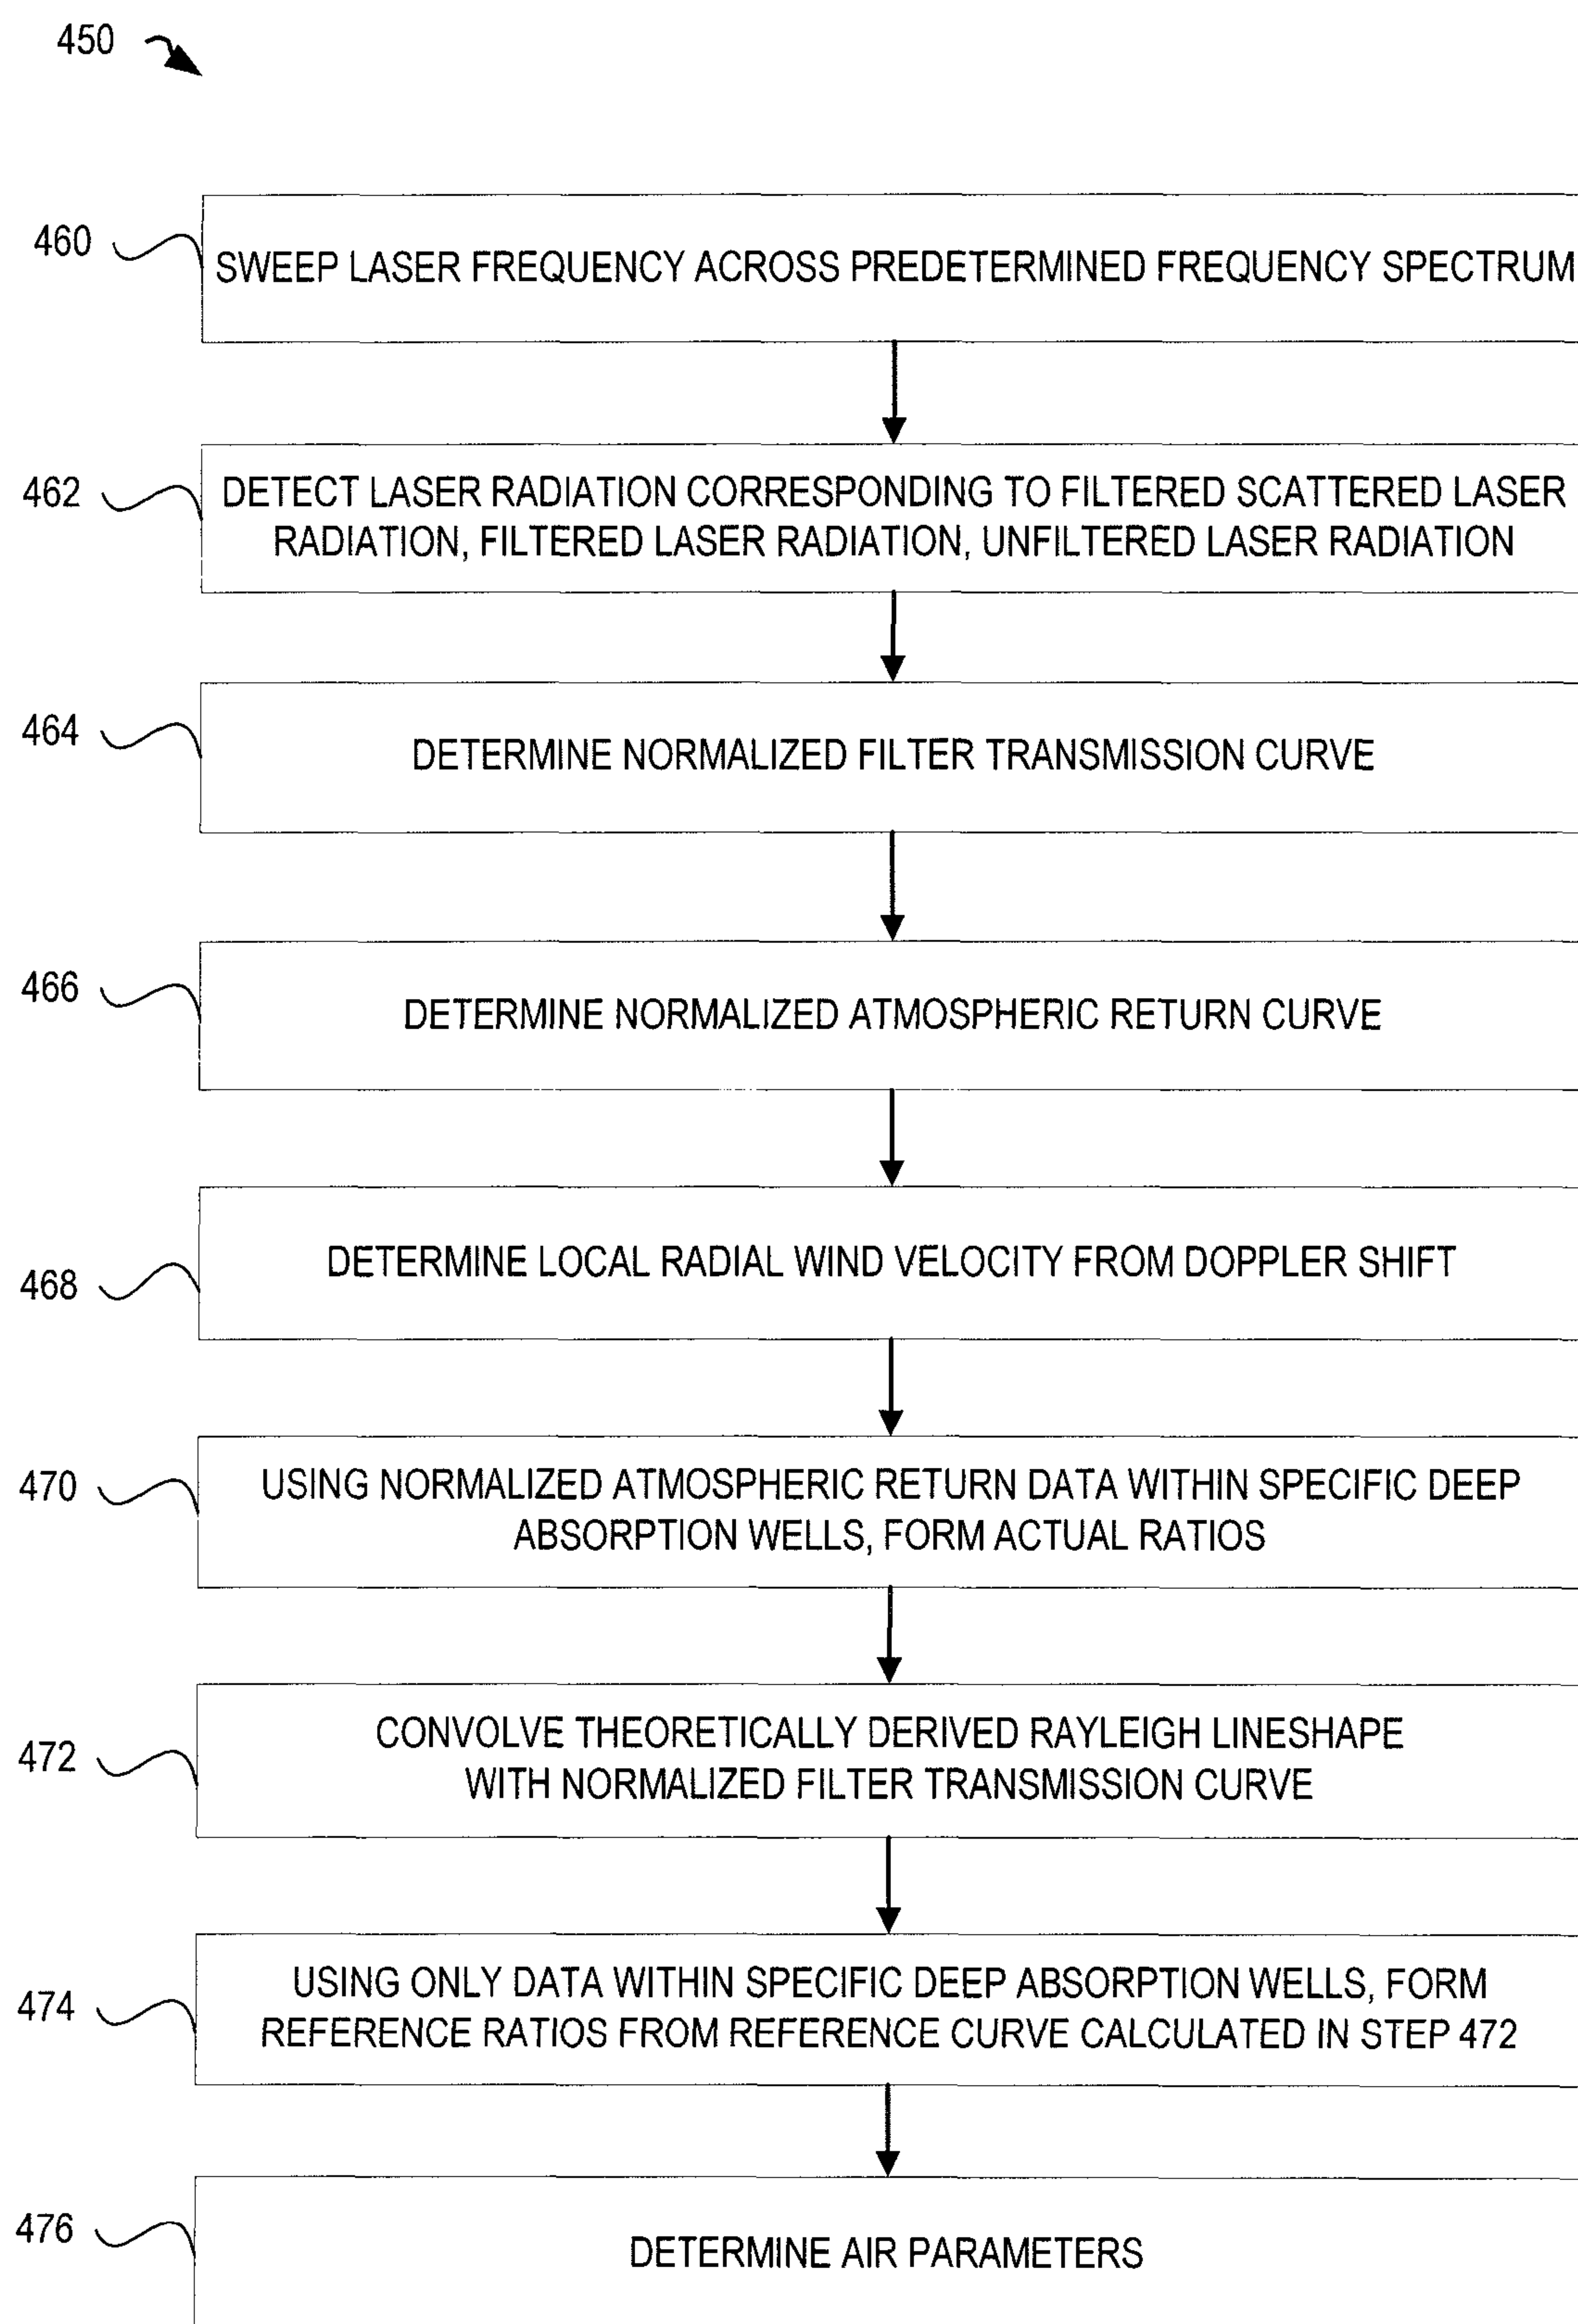 450
460
SWEEP LASER FREQUENCY ACROSS PREDETERMINED FREQUENCY SPECTRUM
462
DETECT LASER RADIATION CORRESPONDING TO FILTERED SCATTERED LASER
RADIATION, FILTERED LASER RADIATION, UNFILTERED LASER RADIATION
464
DETERMINE NORMALIZED FILTER TRANSMISSION CURVE
466
DETERMINE NORMALIZED ATMOSPHERIC RETURN CURVE
468
DETERMINE LOCAL RADIAL WIND VELOCITY FROM DOPPLER SHIFT
470
USING NORMALIZED ATMOSPHERIC RETURN DATA WITHIN SPECIFIC DEEP
ABSORPTION WELLS, FORM ACTUAL RATIOS
472
CONVOLVE THEORETICALLY DERIVED RAYLEIGH LINESHAPE
WITH NORMALIZED FILTER TRANSMISSION CURVE
474
USING ONLY DATA WITHIN SPECIFIC DEEP ABSORPTION WELLS, FORM
REFERENCE RATIOS FROM REFERENCE CURVE CALCULATED IN STEP 472
476
DETERMINE AIR PARAMETERS